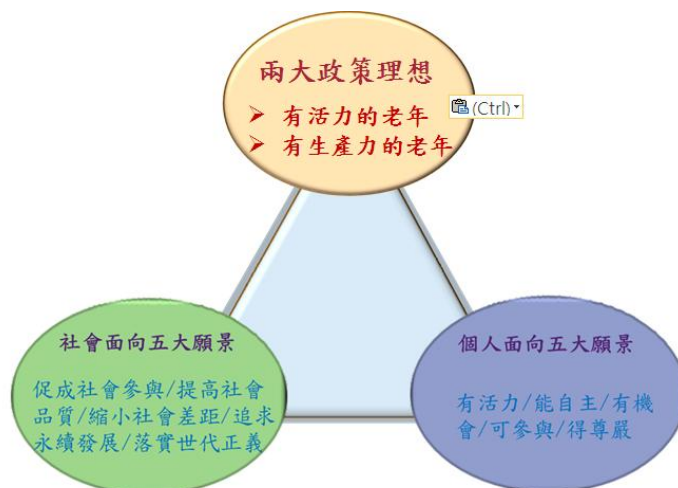 兩大政策理想
➢ 有活力的老年
➢ 有生產力的老年
(Ctrl)
社會面向五大願景
促成社會參與/提高社會
品質/縮小社會差距/追求
永續發展/落實世代正義
個人面向五大願景
有活力/能自主/有機
會/可參與/得尊嚴